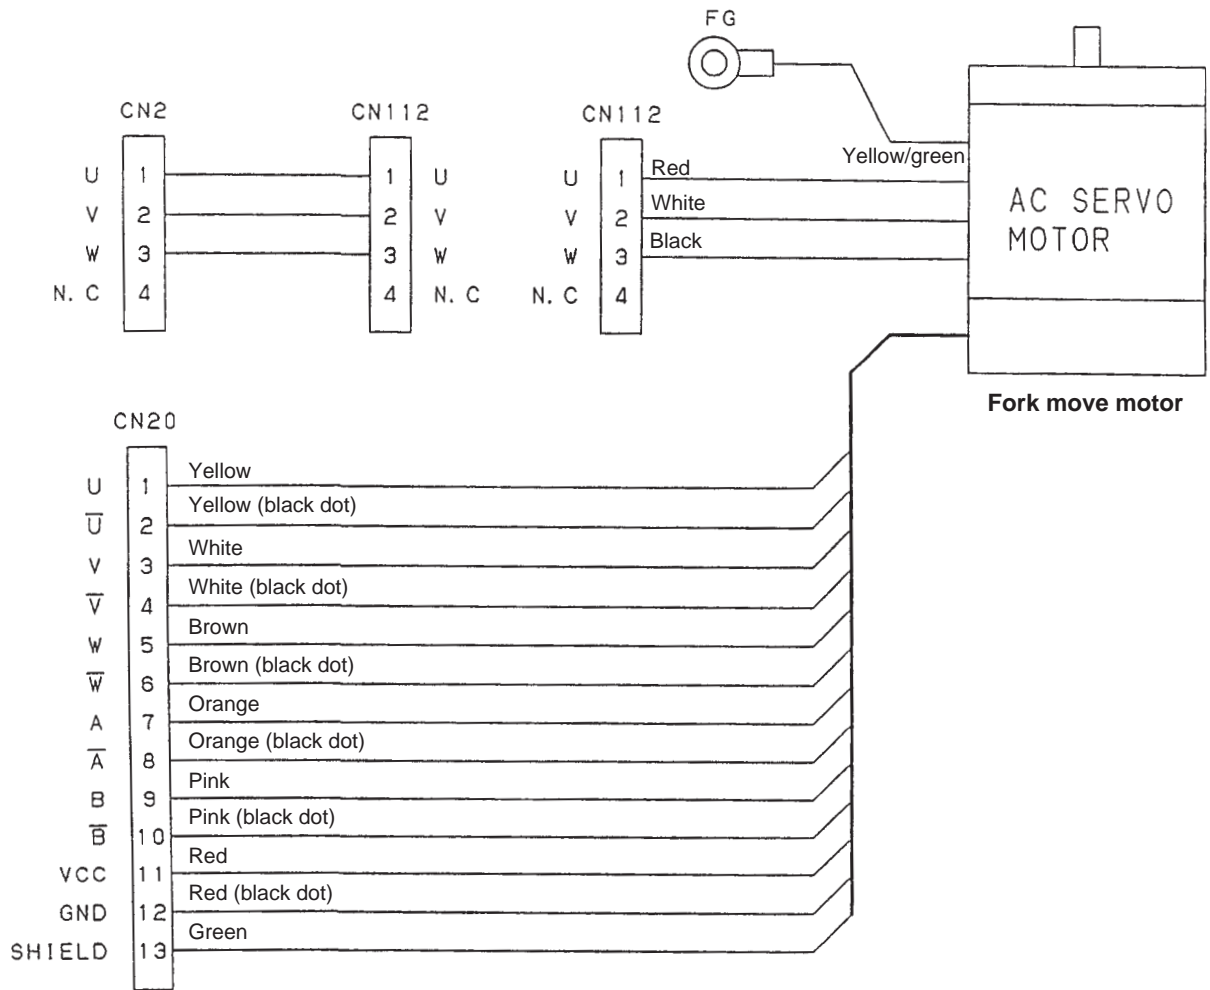 FG
CN2
CN112
CN112
U 1
V 2
W 3
N.C 4
1 U
2 V
3 W
4 N.C
U 1 Red
V 2 White
W 3 Black
N.C 4
Yellow/green
AC SERVO
MOTOR
Fork move motor
CN20
U 1 Yellow
U̅ 2 Yellow (black dot)
V 3 White
V̅ 4 White (black dot)
W 5 Brown
W̅ 6 Brown (black dot)
A 7 Orange
A̅ 8 Orange (black dot)
B 9 Pink
B̅ 10 Pink (black dot)
VCC 11 Red
GND 12 Red (black dot)
SHIELD 13 Green